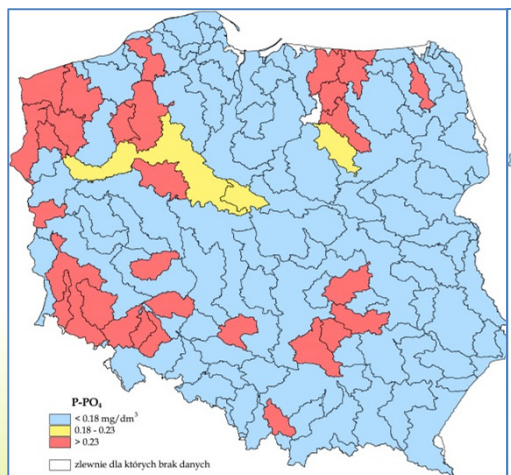 P-PO₄
< 0.18 mg/dm³
0.18 - 0.23
> 0.23
zlewnie dla których brak danych